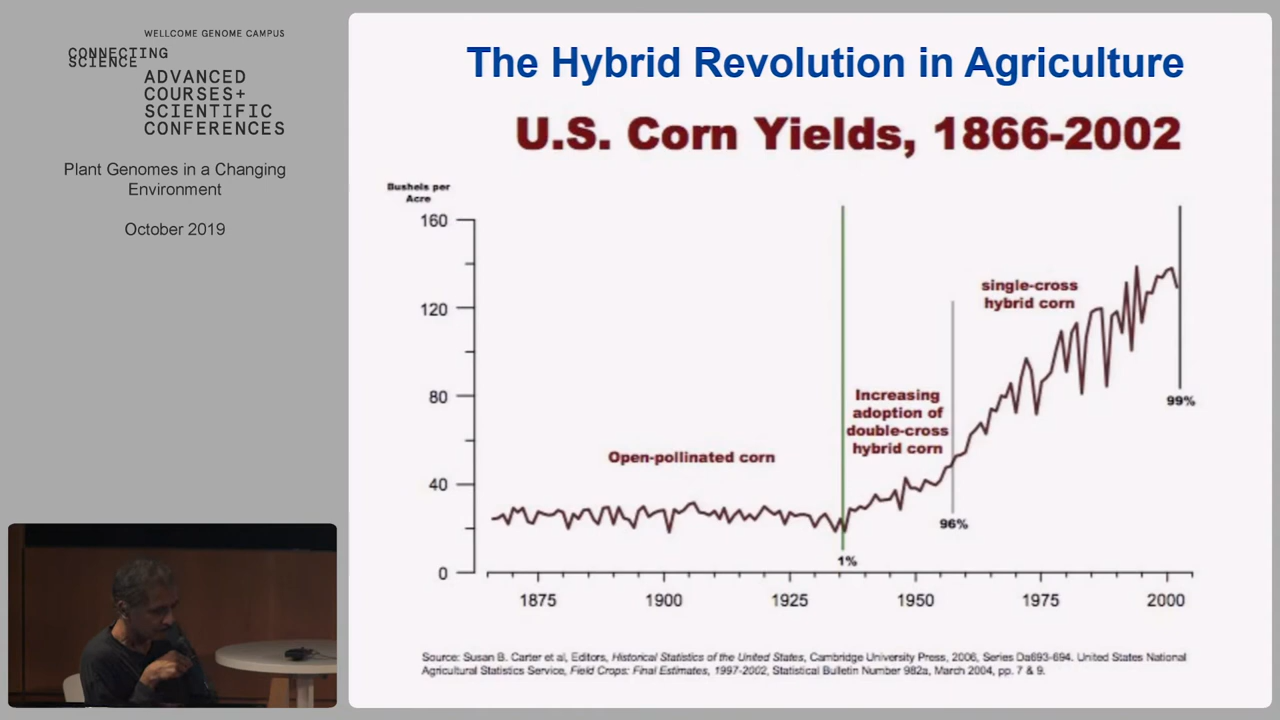 WELLCOME GENOME CAMPUS
CONNECTING
SCIENCE
ADVANCED
COURSES+
SCIENTIFIC
CONFERENCES
Plant Genomes in a Changing
Environment
October 2019
The Hybrid Revolution in Agriculture
U.S. Corn Yields, 1866-2002
Bushels per
Acre
160
120
80
40
0
single-cross
hybrid corn
99%
Increasing
adoption of
double-cross
hybrid corn
Open-pollinated corn
96%
1%
1875 1900 1925 1950 1975 2000
Source: Susan B. Carter et al, Editors, Historical Statistics of the United States, Cambridge University Press, 2006, Series Da693-694. United States National
Agricultural Statistics Service, Field Crops: Final Estimates, 1997-2002, Statistical Bulletin Number 982a, March 2004, pp. 7 & 9.